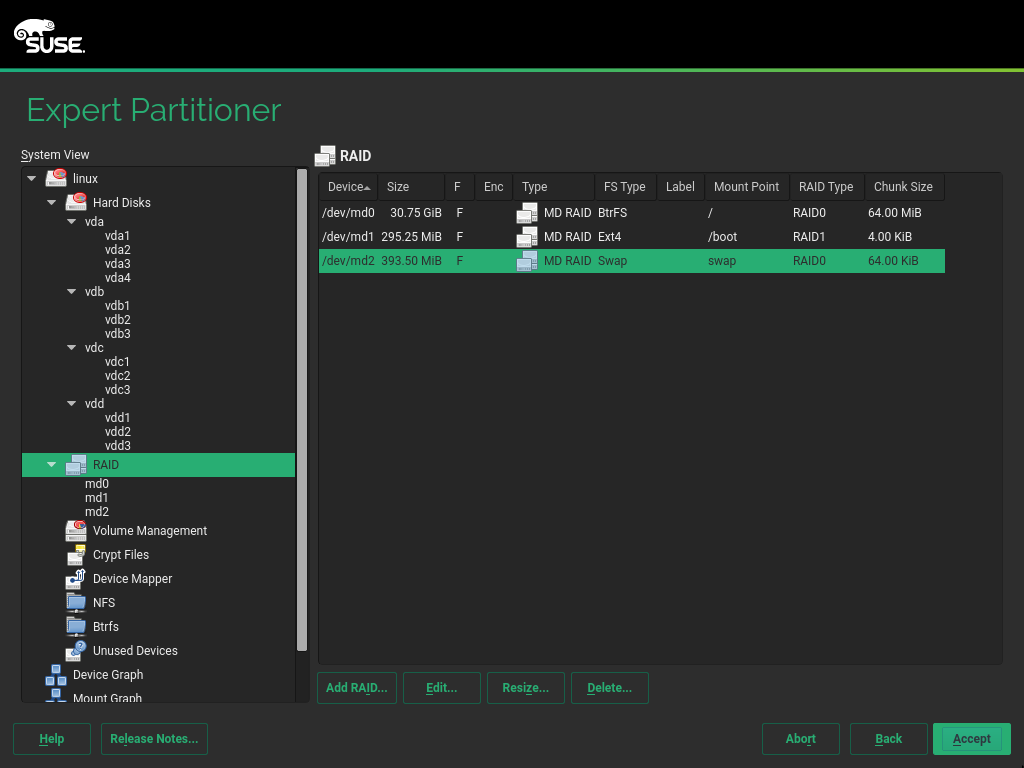 SUSE.
Expert Partitioner
System View
linux
Hard Disks
vda
vda1
vda2
vda3
vda4
vdb
vdb1
vdb2
vdb3
vdc
vdc1
vdc2
vdc3
vdd
vdd1
vdd2
vdd3
RAID
md0
md1
md2
Volume Management
Crypt Files
Device Mapper
NFS
Btrfs
Unused Devices
Device Graph
Mount Graph
RAID
Device Size F Enc Type FS Type Label Mount Point RAID Type Chunk Size
/dev/md0 30.75 GiB F MD RAID BtrFS / RAID0 64.00 MiB
/dev/md1 295.25 MiB F MD RAID Ext4 /boot RAID1 4.00 KiB
/dev/md2 393.50 MiB F MD RAID Swap swap RAID0 64.00 KiB
Add RAID... Edit... Resize... Delete...
Help Release Notes... Abort Back Accept